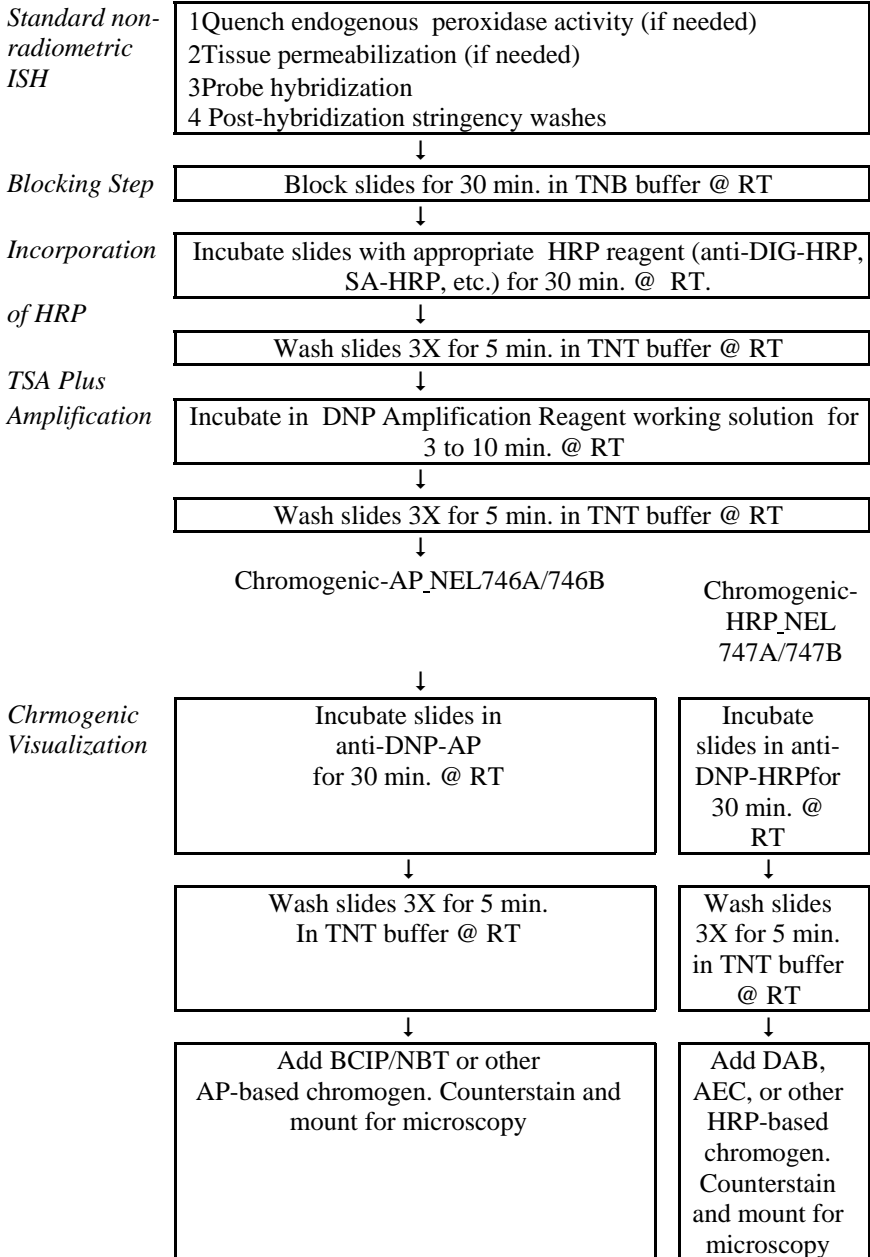 Standard non-
radiometric
ISH
1Quench endogenous peroxidase activity (if needed)
2Tissue permeabilization (if needed)
3Probe hybridization
4 Post-hybridization stringency washes
↓
Blocking Step
Block slides for 30 min. in TNB buffer @ RT
↓
Incorporation
of HRP
Incubate slides with appropriate HRP reagent (anti-DIG-HRP,
SA-HRP, etc.) for 30 min. @ RT.
↓
Wash slides 3X for 5 min. in TNT buffer @ RT
↓
TSA Plus
Amplification
Incubate in DNP Amplification Reagent working solution for
3 to 10 min. @ RT
↓
Wash slides 3X for 5 min. in TNT buffer @ RT
↓
Chromogenic-AP_NEL746A/746B
Chromogenic-
HRP_NEL
747A/747B
↓
Chrmogenic
Visualization
Incubate slides in
anti-DNP-AP
for 30 min. @ RT
↓
Wash slides 3X for 5 min.
In TNT buffer @ RT
↓
Add BCIP/NBT or other
AP-based chromogen. Counterstain and
mount for microscopy
Incubate
slides in anti-
DNP-HRPfor
30 min. @
RT
↓
Wash slides
3X for 5 min.
in TNT buffer
@ RT
↓
Add DAB,
AEC, or other
HRP-based
chromogen.
Counterstain
and mount for
microscopy